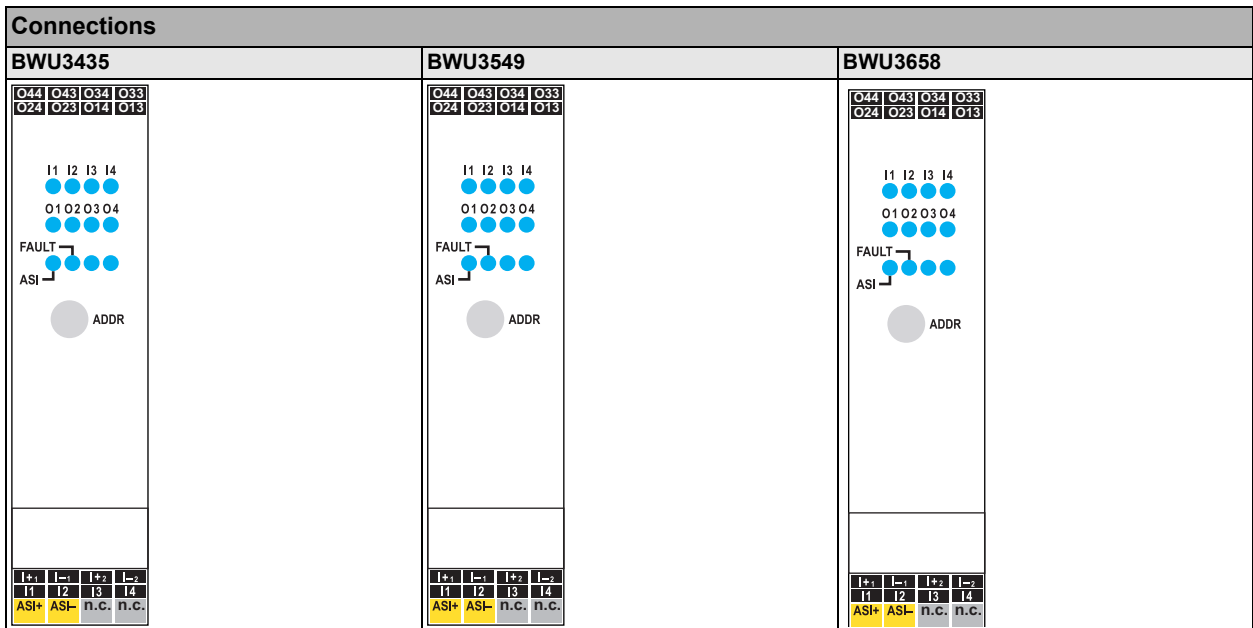 Connections
BWU3435
O44 O43 O34 O33
O24 O23 O14 O13
I1 I2 I3 I4
O1 O2 O3 O4
FAULT
ASI
ADDR
I+₁ I–₁ I+₂ I–₂
I1 I2 I3 I4
ASI+ ASI– n.c. n.c.
BWU3549
O44 O43 O34 O33
O24 O23 O14 O13
I1 I2 I3 I4
O1 O2 O3 O4
FAULT
ASI
ADDR
I+₁ I–₁ I+₂ I–₂
I1 I2 I3 I4
ASI+ ASI– n.c. n.c.
BWU3658
O44 O43 O34 O33
O24 O23 O14 O13
I1 I2 I3 I4
O1 O2 O3 O4
FAULT
ASI
ADDR
I+₁ I–₁ I+₂ I–₂
I1 I2 I3 I4
ASI+ ASI– n.c. n.c.